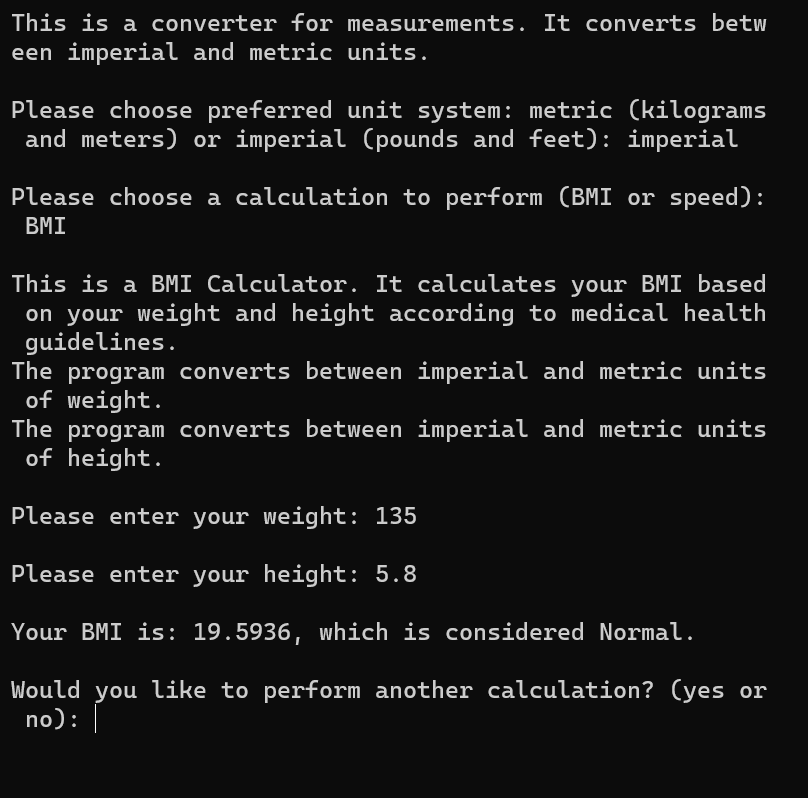 This is a converter for measurements. It converts betw
een imperial and metric units.
Please choose preferred unit system: metric (kilograms
and meters) or imperial (pounds and feet): imperial
Please choose a calculation to perform (BMI or speed):
BMI
This is a BMI Calculator. It calculates your BMI based
on your weight and height according to medical health
guidelines.
The program converts between imperial and metric units
of weight.
The program converts between imperial and metric units
of height.
Please enter your weight: 135
Please enter your height: 5.8
Your BMI is: 19.5936, which is considered Normal.
Would you like to perform another calculation? (yes or
no):